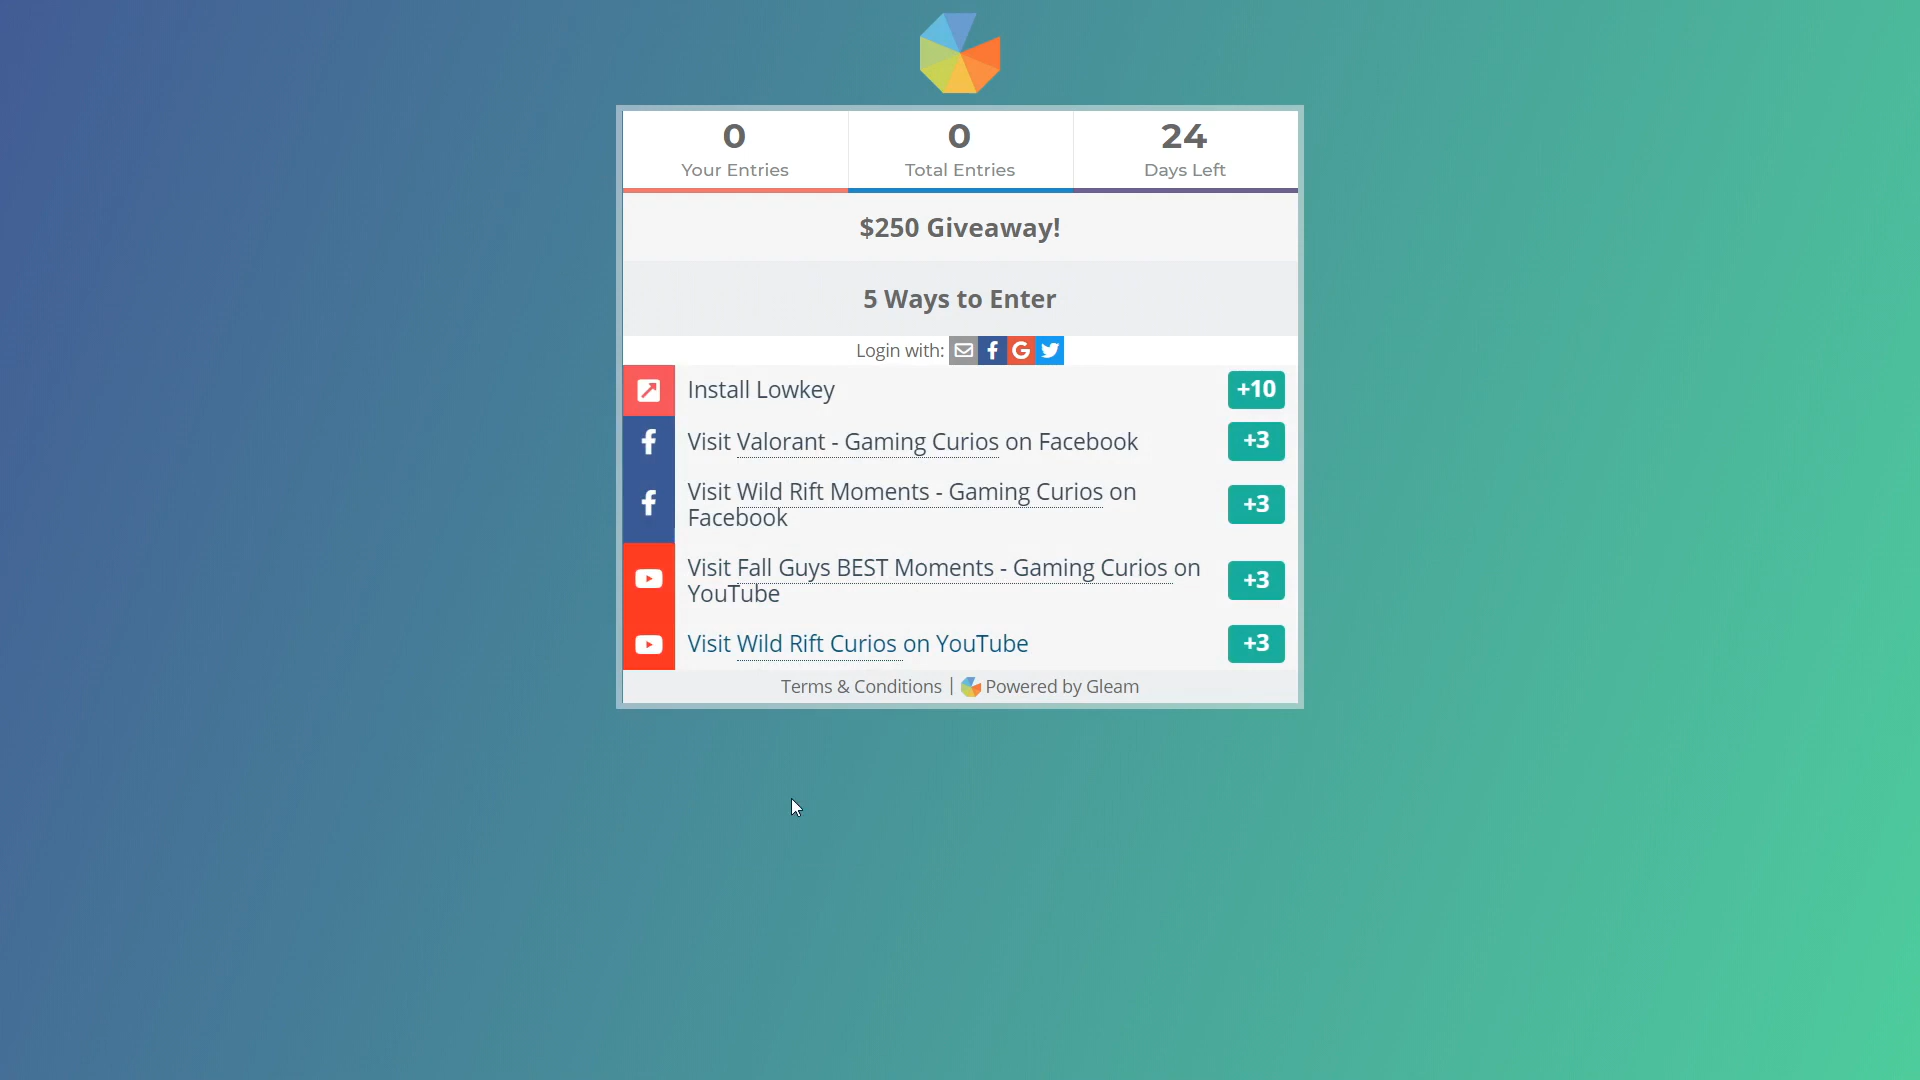 0 0 24
Your Entries Total Entries Days Left
$250 Giveaway!
5 Ways to Enter
Login with:
Install Lowkey +10
Visit Valorant - Gaming Curios on Facebook +3
Visit Wild Rift Moments - Gaming Curios on
Facebook
+3
Visit Fall Guys BEST Moments - Gaming Curios on
YouTube
+3
Visit Wild Rift Curios on YouTube +3
Terms & Conditions | Powered by Gleam